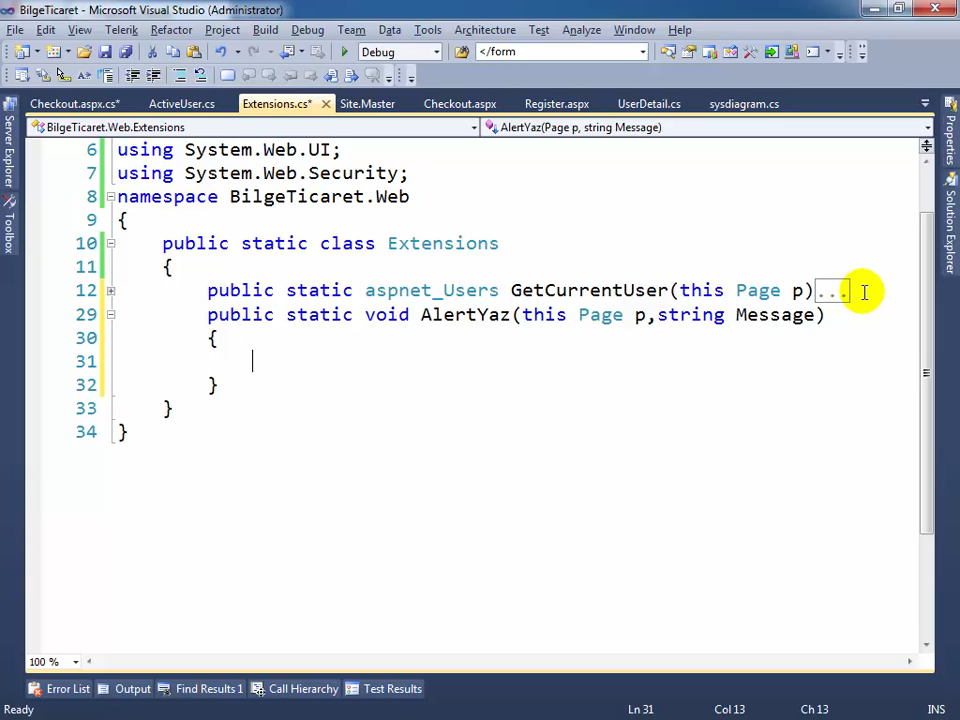 BilgeTicaret - Microsoft Visual Studio (Administrator)
File Edit View Telerik Refactor Project Build Debug Team Data Tools Architecture Test Analyze Window Help
Debug </form
Checkout.aspx.cs* ActiveUser.cs Extensions.cs* Site.Master Checkout.aspx Register.aspx UserDetail.cs sysdiagram.cs
BilgeTicaret.Web.Extensions AlertYaz(Page p, string Message)
Server Explorer
Toolbox
Properties
Solution Explorer
6 using System.Web.UI;
7 using System.Web.Security;
8 namespace BilgeTicaret.Web
9 {
10 public static class Extensions
11 {
12 public static aspnet_Users GetCurrentUser(this Page p)...
29 public static void AlertYaz(this Page p,string Message)
30 {
31
32 }
33 }
34 }
100 %
Error List Output Find Results 1 Call Hierarchy Test Results
Ready Ln 31 Col 13 Ch 13 INS